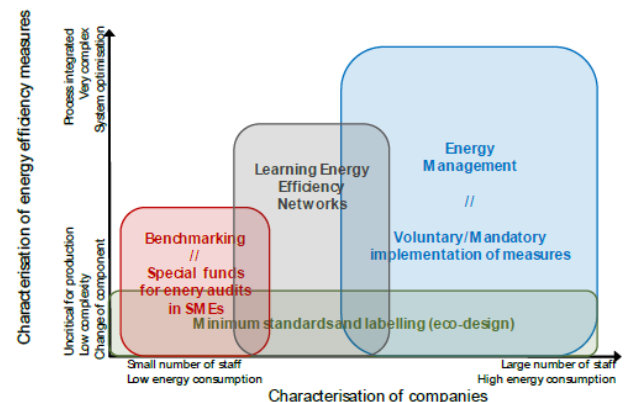 Characterisation of energy efficiency measures
Process integrated
Very complex
System optimisation
Uncritical for production
Low complexity
Change of component
Learning Energy
Efficiency
Networks
Energy
Management
//
Voluntary/Mandatory
implementation of measures
Benchmarking
//
Special funds
for enery audits
in SMEs
Minimum standards and labelling (eco-design)
Small number of staff
Low energy consumption
Large number of staff
High energy consumption
Characterisation of companies